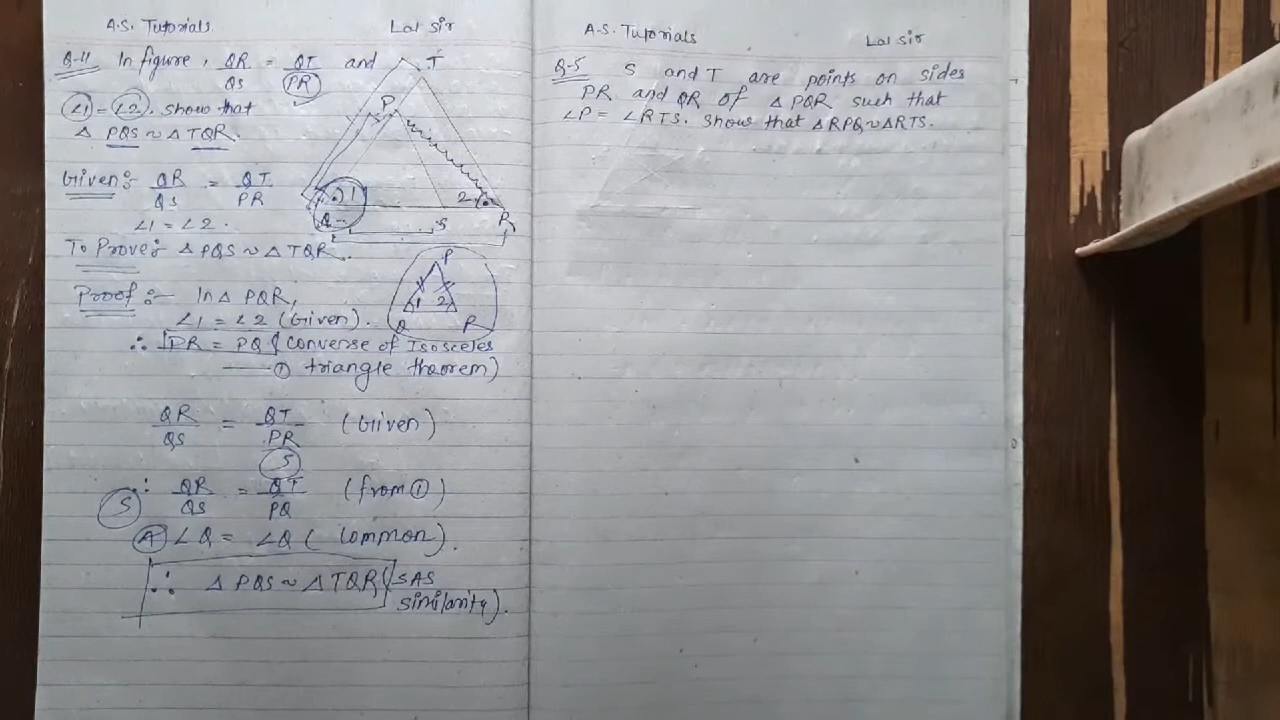 A.S. Tutorials
Lal sir
Q-11 In figure, QR/QS = QT/PR and
∠1 = ∠2. show that
△ PQS ~ △ TQR.
T
P
1
2
Q
S
R
Given:- QR/QS = QT/PR
∠1 = ∠2.
To Prove:- △ PQS ~ △ TQR.
Proof:- In △ PQR,
∠1 = ∠2 (Given).
P
1 2
Q R
∴ PR = PQ (converse of Isosceles
—— ① triangle theorem)
QR/QS = QT/PR (Given)
S
∴ QR/QS = QT/PQ (from ①)
S
A ∠Q = ∠Q (Common).
∴ △ PQS ~ △ TQR (SAS
similarity).
A.S. Tutorials
Lal sir
Q-5 S and T are points on sides
PR and QR of △ PQR such that
∠P = ∠RTS. Show that △RPQ ~ △RTS.